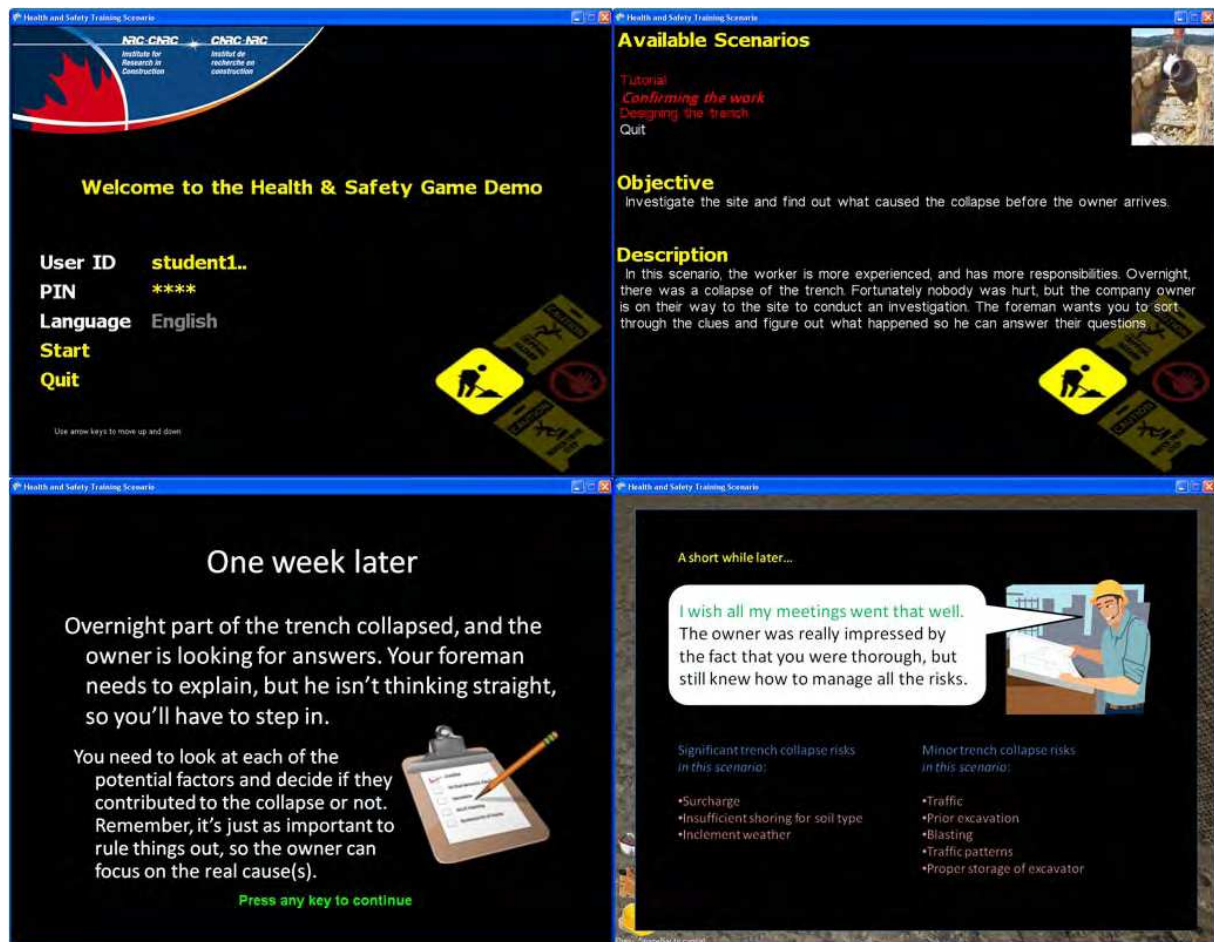 Health and Safety Training Scenario
NRC·CNRC
Institute for
Research in
Construction
CNRC·NRC
Institut de
recherche en
construction
Welcome to the Health & Safety Game Demo
User ID student1..
PIN ****
Language English
Start
Quit
Use arrow keys to move up and down
CAUTION
CAUTION
Health and Safety Training Scenario
Available Scenarios
Tutorial
Confirming the work
Designing the trench
Quit
Objective
Investigate the site and find out what caused the collapse before the owner arrives.
Description
In this scenario, the worker is more experienced, and has more responsibilities. Overnight,
there was a collapse of the trench. Fortunately nobody was hurt, but the company owner
is on their way to the site to conduct an investigation. The foreman wants you to sort
through the clues and figure out what happened so he can answer their questions
CAUTION
CAUTION
Health and Safety Training Scenario
One week later
Overnight part of the trench collapsed, and the
owner is looking for answers. Your foreman
needs to explain, but he isn't thinking straight,
so you'll have to step in.
You need to look at each of the
potential factors and decide if they
contributed to the collapse or not.
Remember, it's just as important to
rule things out, so the owner can
focus on the real cause(s).
Press any key to continue
Health and Safety Training Scenario
A short while later...
I wish all my meetings went that well.
The owner was really impressed by
the fact that you were thorough, but
still knew how to manage all the risks.
Significant trench collapse risks
in this scenario:
•Surcharge
•Insufficient shoring for soil type
•Inclement weather
Minor trench collapse risks
in this scenario:
•Traffic
•Prior excavation
•Blasting
•Traffic patterns
•Proper storage of excavator